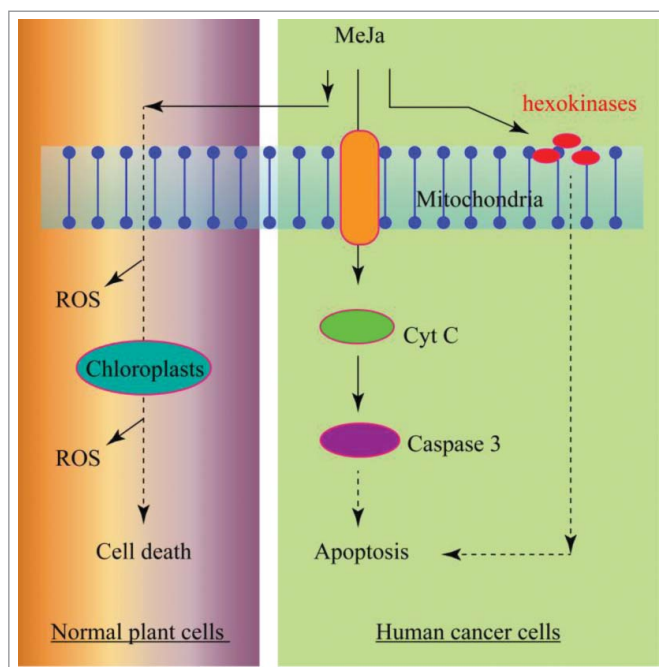 MeJa
hexokinases
Mitochondria
ROS
Cyt C
Chloroplasts
Caspase 3
ROS
Cell death
Apoptosis
Normal plant cells
Human cancer cells